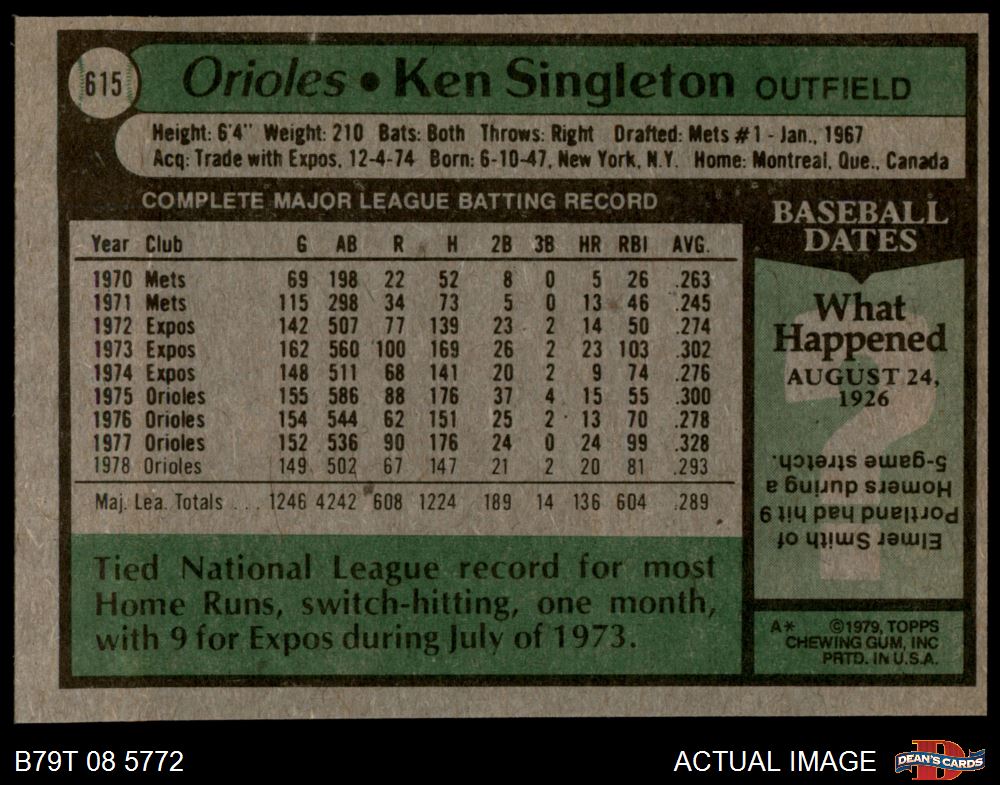 615
Orioles • Ken Singleton OUTFIELD
Height: 6'4" Weight: 210 Bats: Both Throws: Right Drafted: Mets #1 - Jan., 1967
Acq: Trade with Expos, 12-4-74 Born: 6-10-47, New York, N.Y. Home: Montreal, Que., Canada
COMPLETE MAJOR LEAGUE BATTING RECORD
Year Club G AB R H 2B 3B HR RBI AVG.
1970 Mets 69 198 22 52 8 0 5 26 .263
1971 Mets 115 298 34 73 5 0 13 46 .245
1972 Expos 142 507 77 139 23 2 14 50 .274
1973 Expos 162 560 100 169 26 2 23 103 .302
1974 Expos 148 511 68 141 20 2 9 74 .276
1975 Orioles 155 586 88 176 37 4 15 55 .300
1976 Orioles 154 544 62 151 25 2 13 70 .278
1977 Orioles 152 536 90 176 24 0 24 99 .328
1978 Orioles 149 502 67 147 21 2 20 81 .293
Maj. Lea. Totals . . . 1246 4242 608 1224 189 14 136 604 .289
Tied National League record for most
Home Runs, switch-hitting, one month,
with 9 for Expos during July of 1973.
BASEBALL
DATES
What
Happened
AUGUST 24,
1926
?
Elmer Smith of
Portland had hit 6
Homers during a
5-game stretch.
A* ©1979, TOPPS
CHEWING GUM, INC
PRTD. IN U.S.A.
B79T 08 5772
ACTUAL IMAGE
D
DEAN'S CARDS